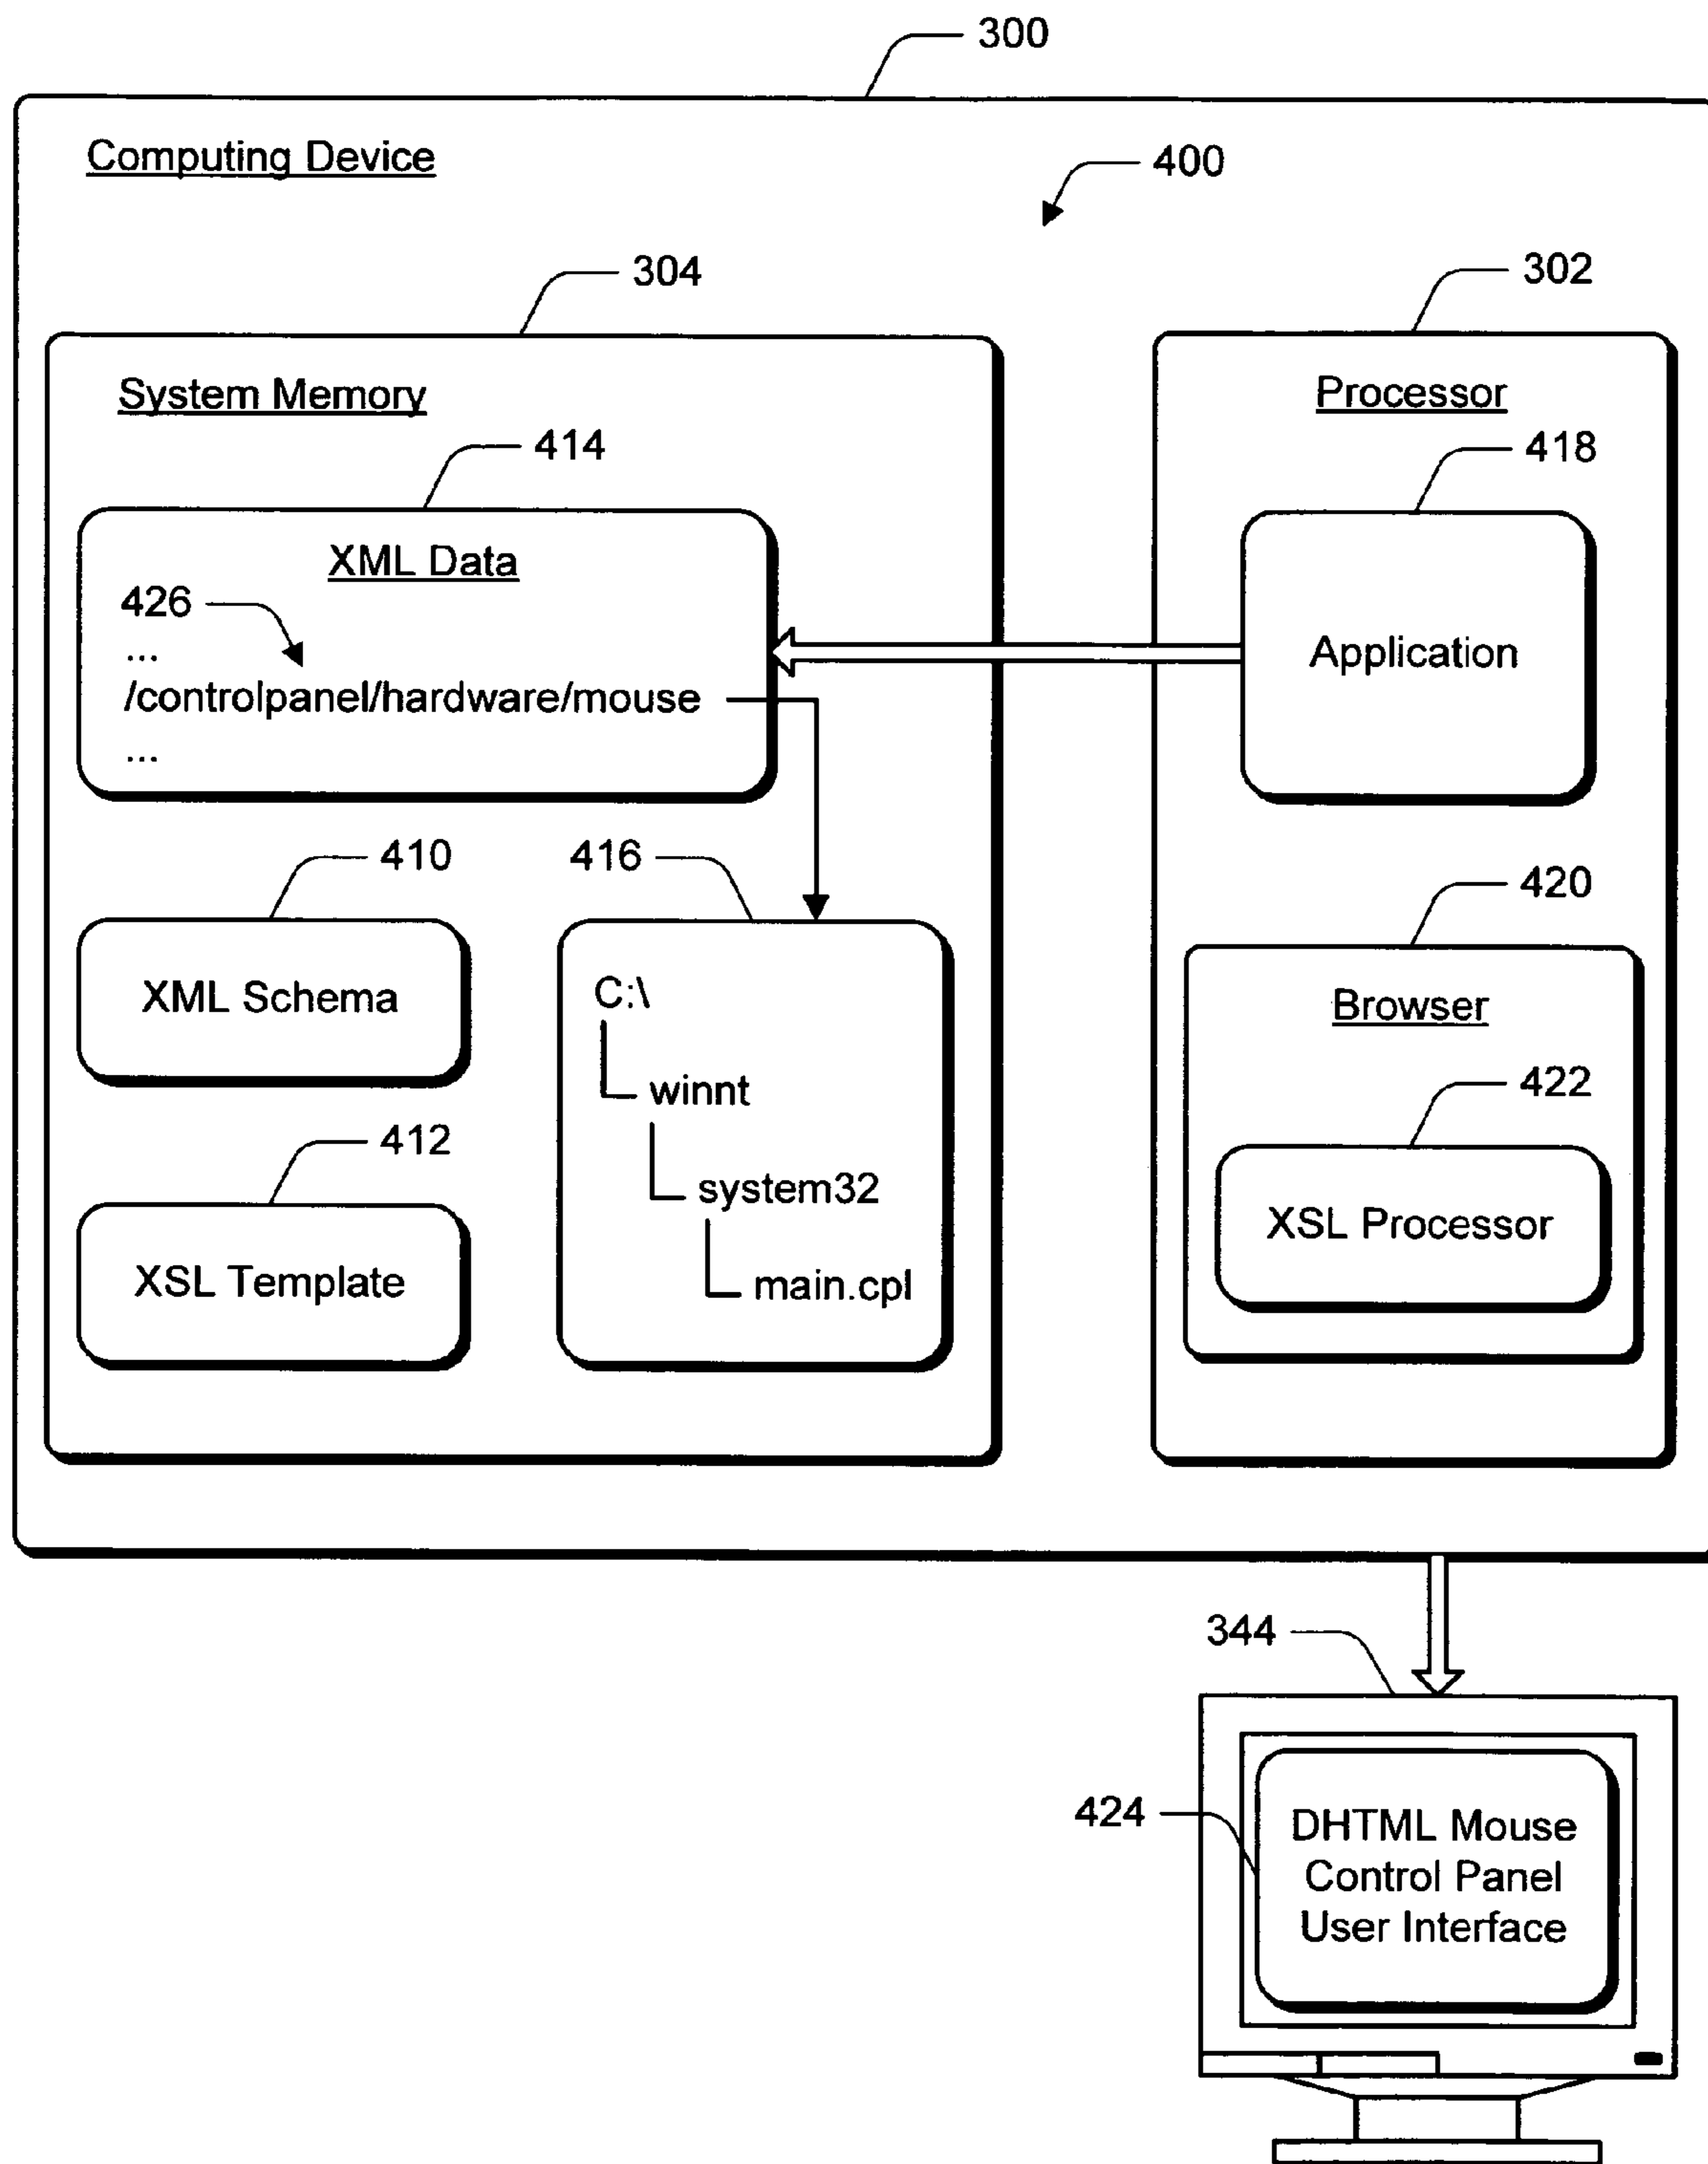 300
Computing Device
400
304
302
System Memory
Processor
414
418
XML Data
426
...
/controlpanel/hardware/mouse
...
Application
410
416
420
XML Schema
C:\
winnt
system32
main.cpl
Browser
422
XSL Processor
412
XSL Template
344
424
DHTML Mouse
Control Panel
User Interface